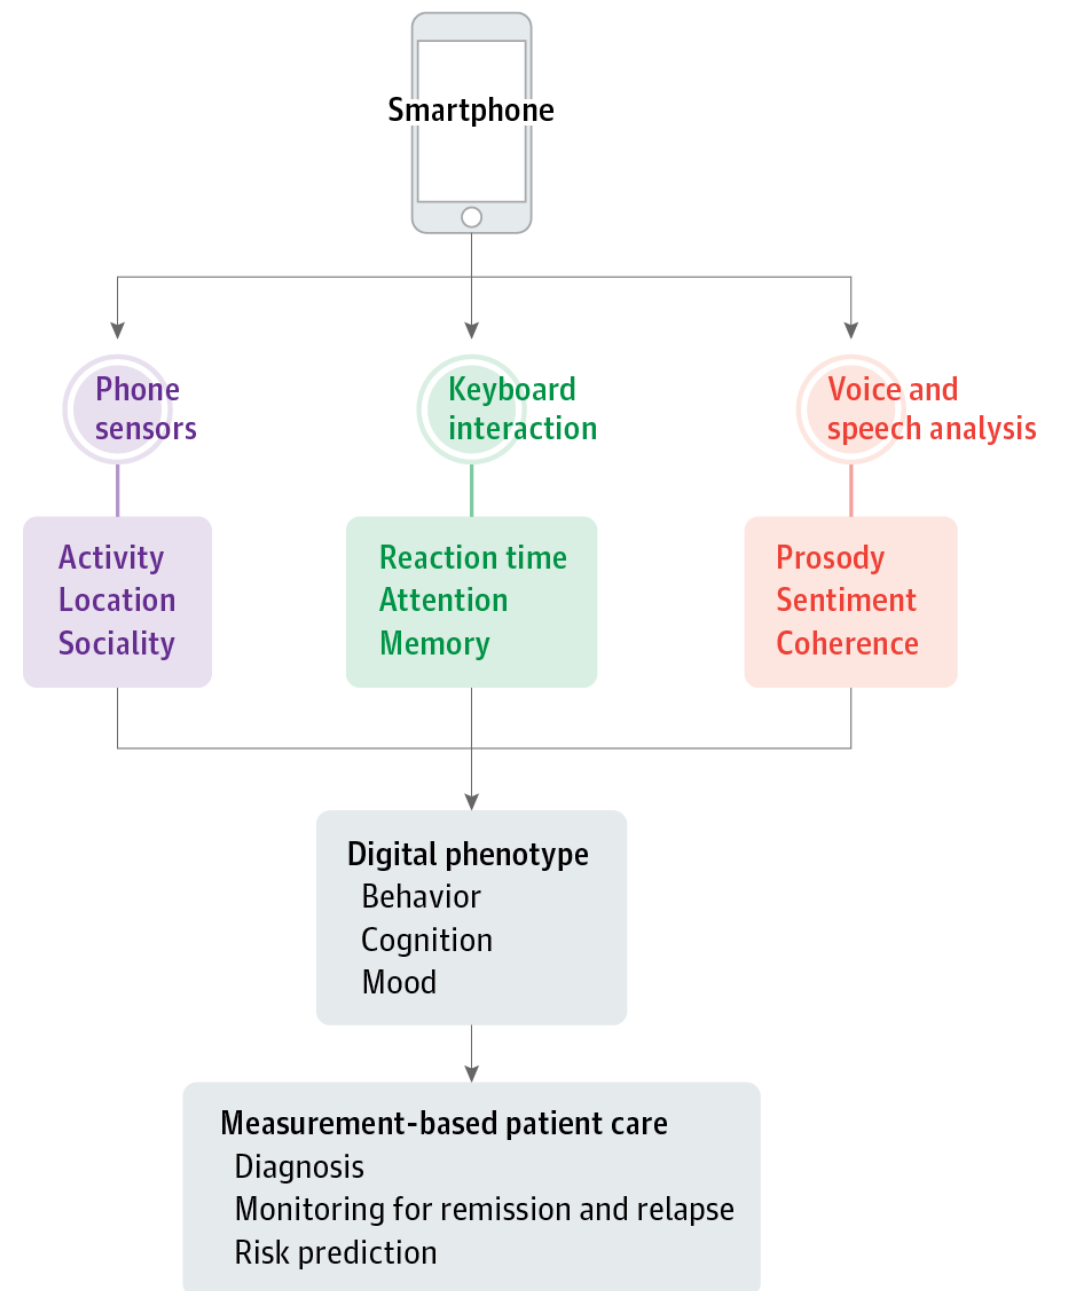 Smartphone
Phone
sensors
Keyboard
interaction
Voice and
speech analysis
Activity
Location
Sociality
Reaction time
Attention
Memory
Prosody
Sentiment
Coherence
Digital phenotype
Behavior
Cognition
Mood
Measurement-based patient care
Diagnosis
Monitoring for remission and relapse
Risk prediction